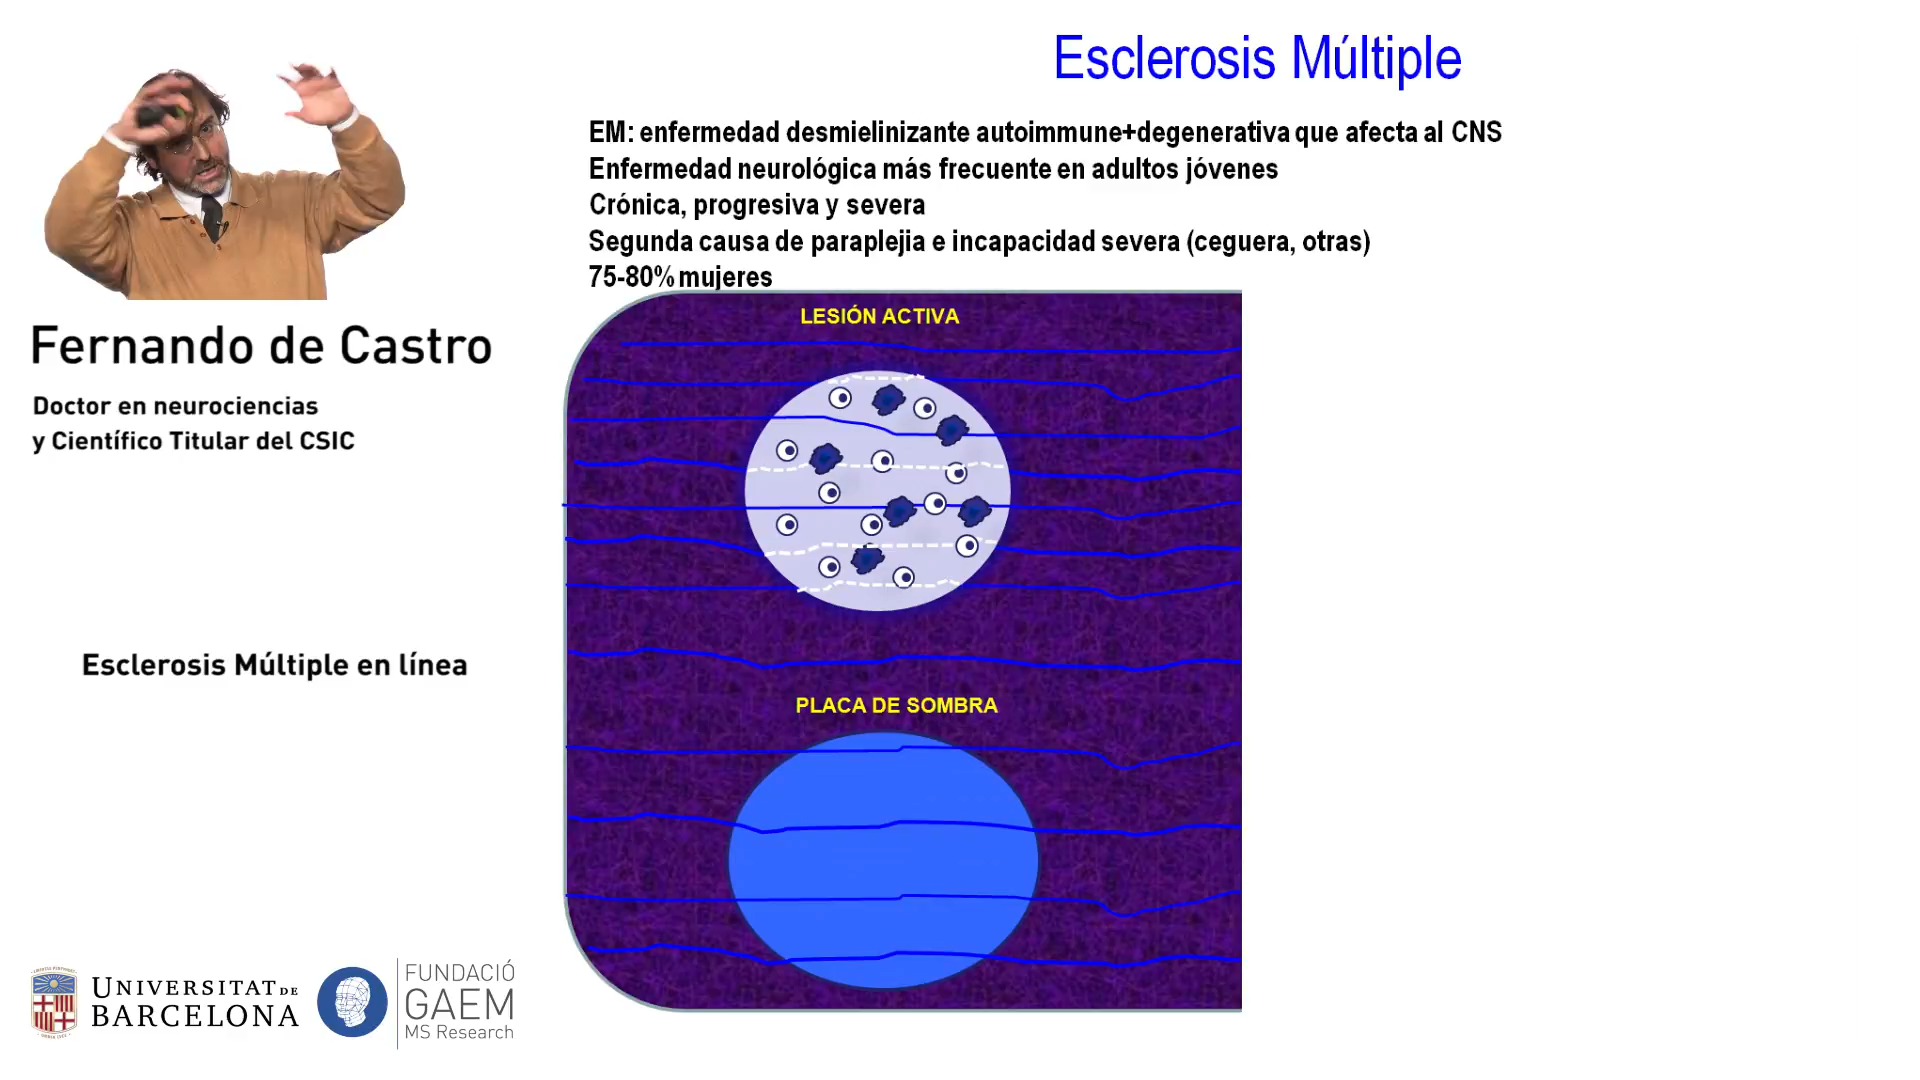 Esclerosis Múltiple
EM: enfermedad desmielinizante autoimmune+degenerativa que afecta al CNS
Enfermedad neurológica más frecuente en adultos jóvenes
Crónica, progresiva y severa
Segunda causa de paraplejia e incapacidad severa (ceguera, otras)
75-80% mujeres
LESIÓN ACTIVA
PLACA DE SOMBRA
Fernando de Castro
Doctor en neurociencias
y Científico Titular del CSIC
Esclerosis Múltiple en línea
UNIVERSITAT DE
BARCELONA
FUNDACIÓ
GAEM
MS Research